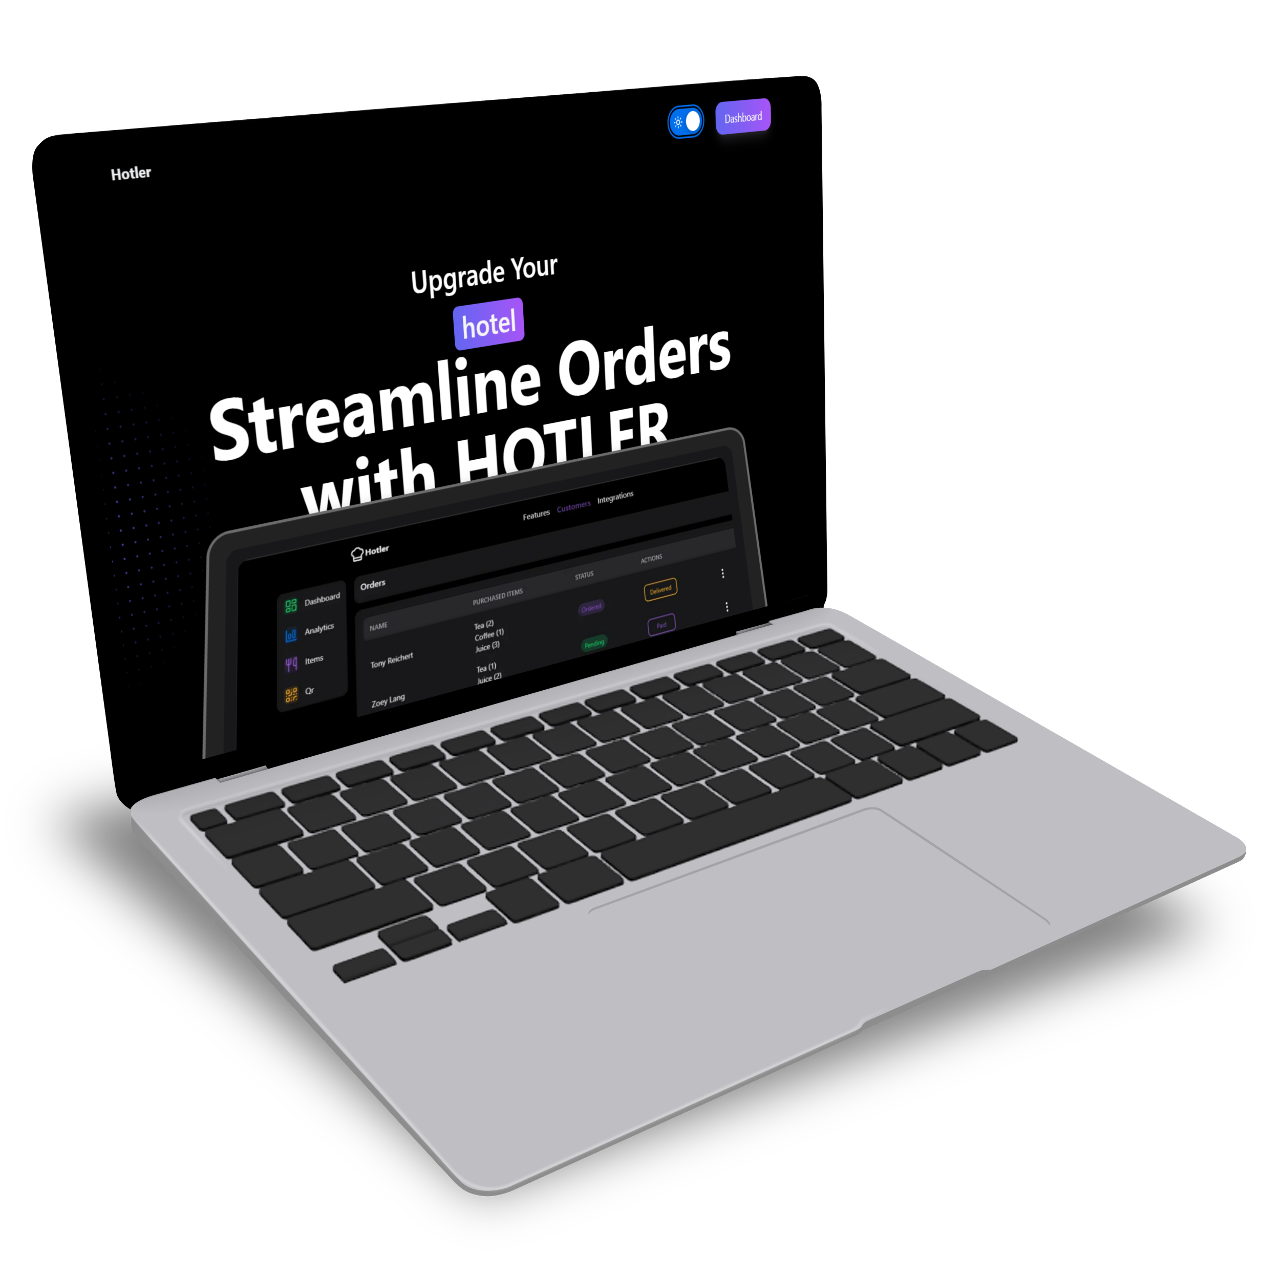 Hotler
Dashboard
Upgrade Your
hotel
Streamline Orders
with HOTLER
Hotler
Features Customers Integrations
Dashboard
Analytics
Items
Qr
Orders
NAME PURCHASED ITEMS STATUS ACTIONS
Tony Reichert
Tea (2)
Coffee (1)
Juice (3)
Ordered
Delivered
Zoey Lang
Tea (1)
Juice (2)
Pending
Paid